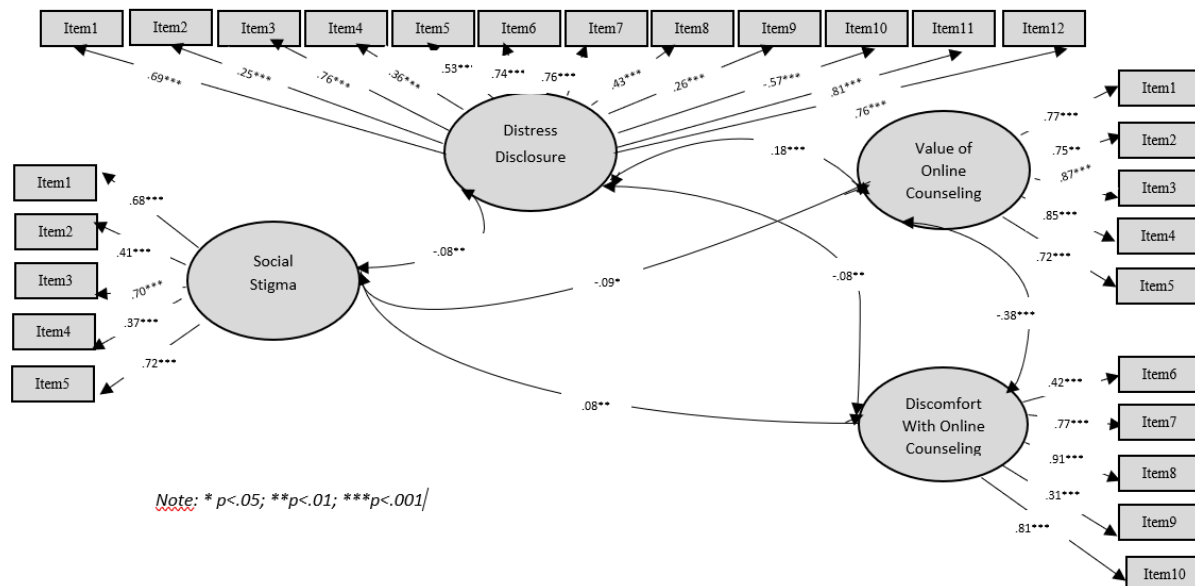 Item1 Item2 Item3 Item4 Item5 Item6 Item7 Item8 Item9 Item10 Item11 Item12
.69*** .25*** .76*** .36*** .53*** .74*** .76*** .43*** .26*** -.57*** .81*** .76***
Distress
Disclosure
Value of
Online
Counseling
.77***
.75**
.87***
.85***
.72***
Item1
Item2
Item3
Item4
Item5
Item1
Item2
Item3
Item4
Item5
.68***
.41***
.70***
.37***
.72***
Social
Stigma
.18***
-.08**
-.09*
-.08**
-.38***
.08**
Discomfort
With Online
Counseling
.42***
.77***
.91***
.31***
.81***
Item6
Item7
Item8
Item9
Item10
Note: * p<.05; **p<.01; ***p<.001